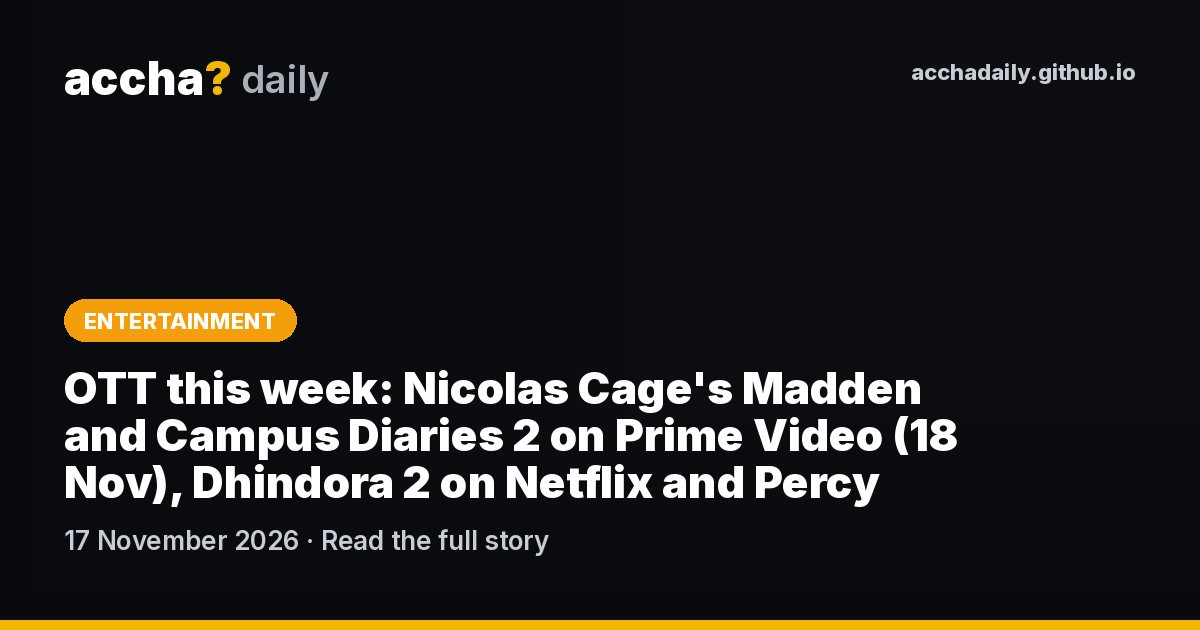 accha? daily
acchadaily.github.io
ENTERTAINMENT
OTT this week: Nicolas Cage's Madden
and Campus Diaries 2 on Prime Video (18
Nov), Dhindora 2 on Netflix and Percy
17 November 2026 · Read the full story